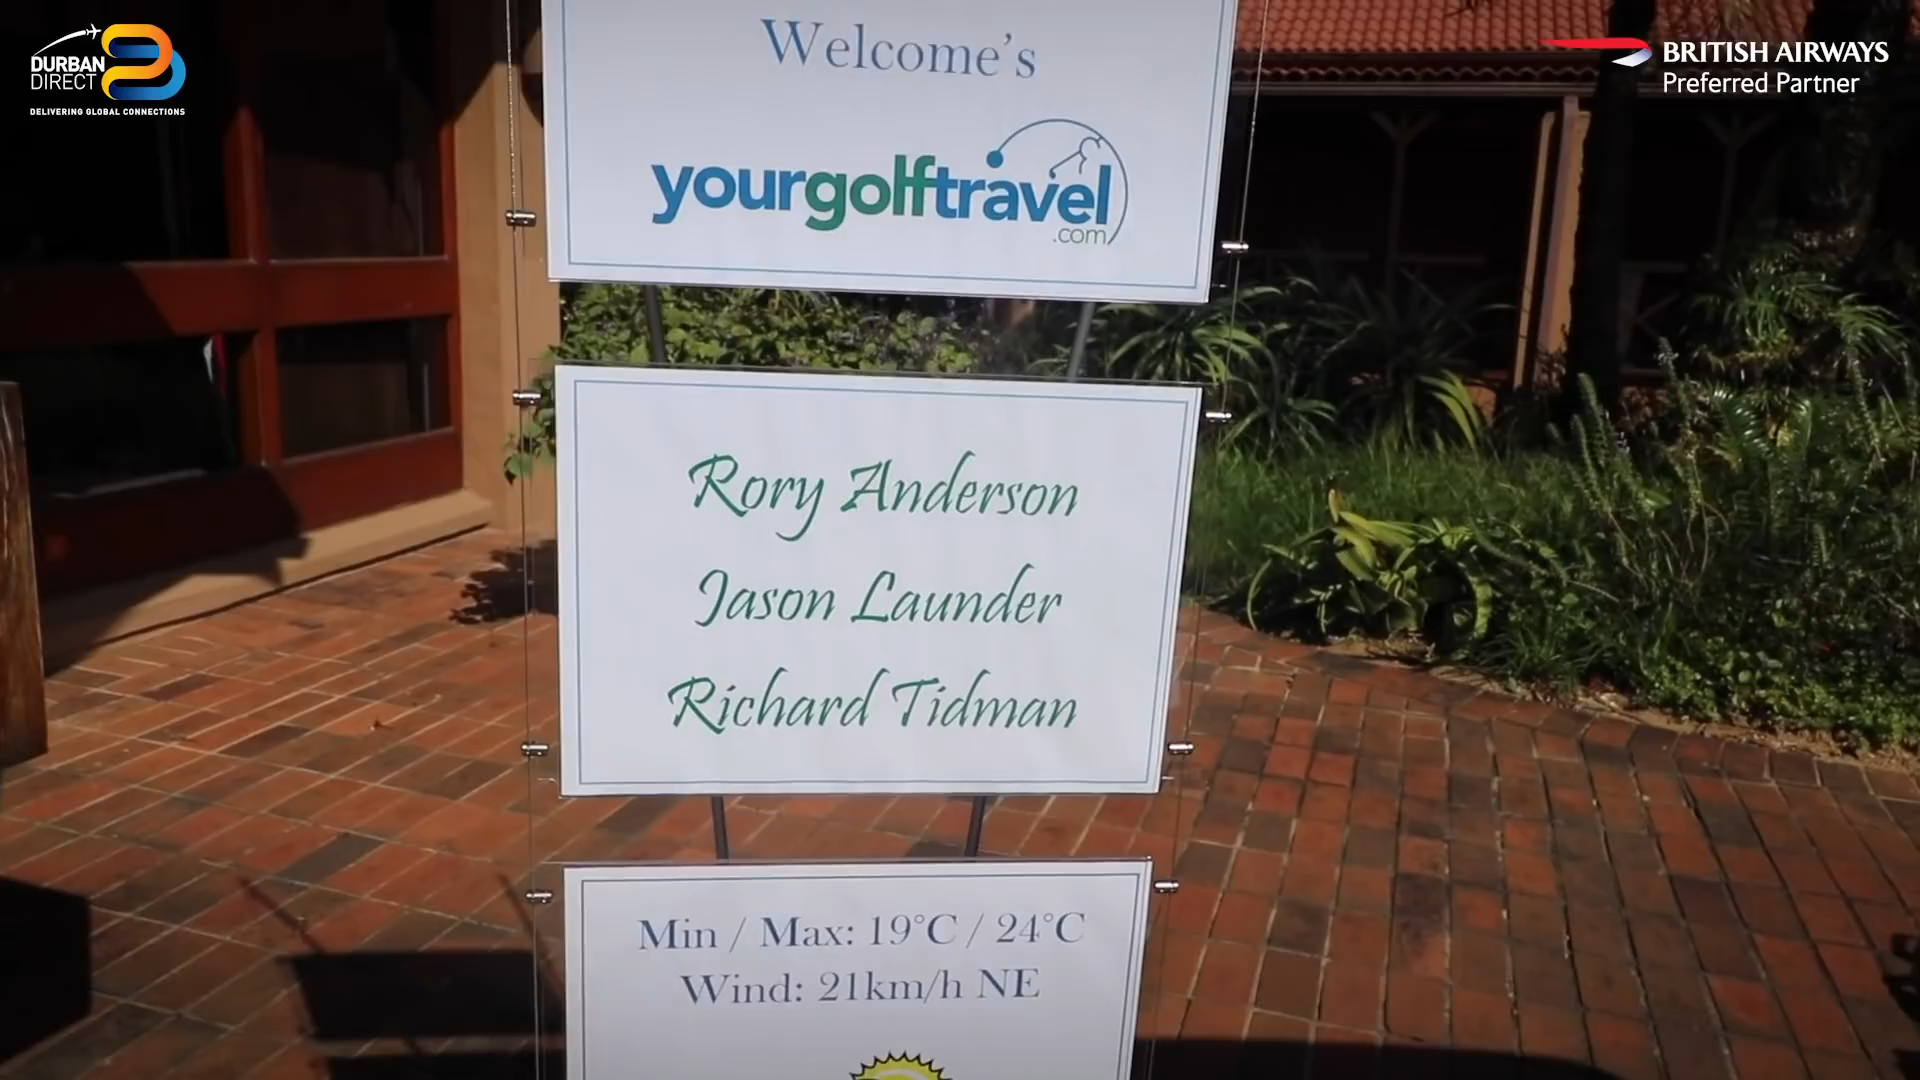 DURBAN
DIRECT
DELIVERING GLOBAL CONNECTIONS
BRITISH AIRWAYS
Preferred Partner
Welcome's
yourgolftravel
.com
Rory Anderson
Jason Launder
Richard Tidman
Min / Max: 19°C / 24°C
Wind: 21km/h NE